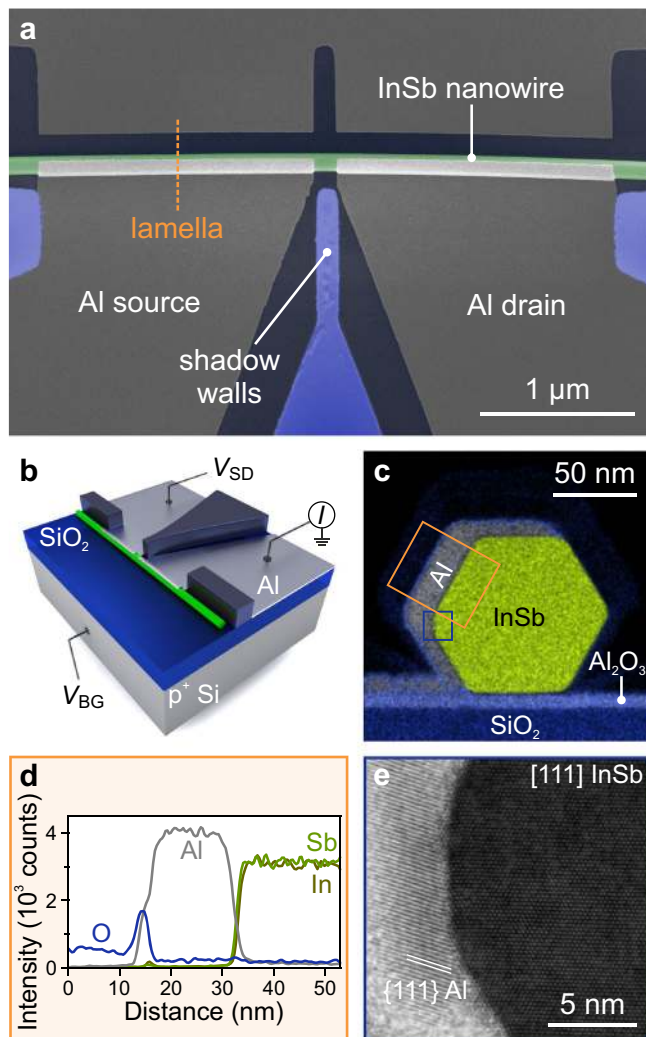 a
InSb nanowire
lamella
Al source
Al drain
shadow
walls
1 μm
b
V_SD
I
SiO₂
Al
V_BG
p⁺ Si
c
50 nm
Al
InSb
Al₂O₃
SiO₂
d
Intensity (10³ counts)
4
2
0
Al
Sb
In
O
0 10 20 30 40 50
Distance (nm)
e
[111] InSb
{111} Al
5 nm